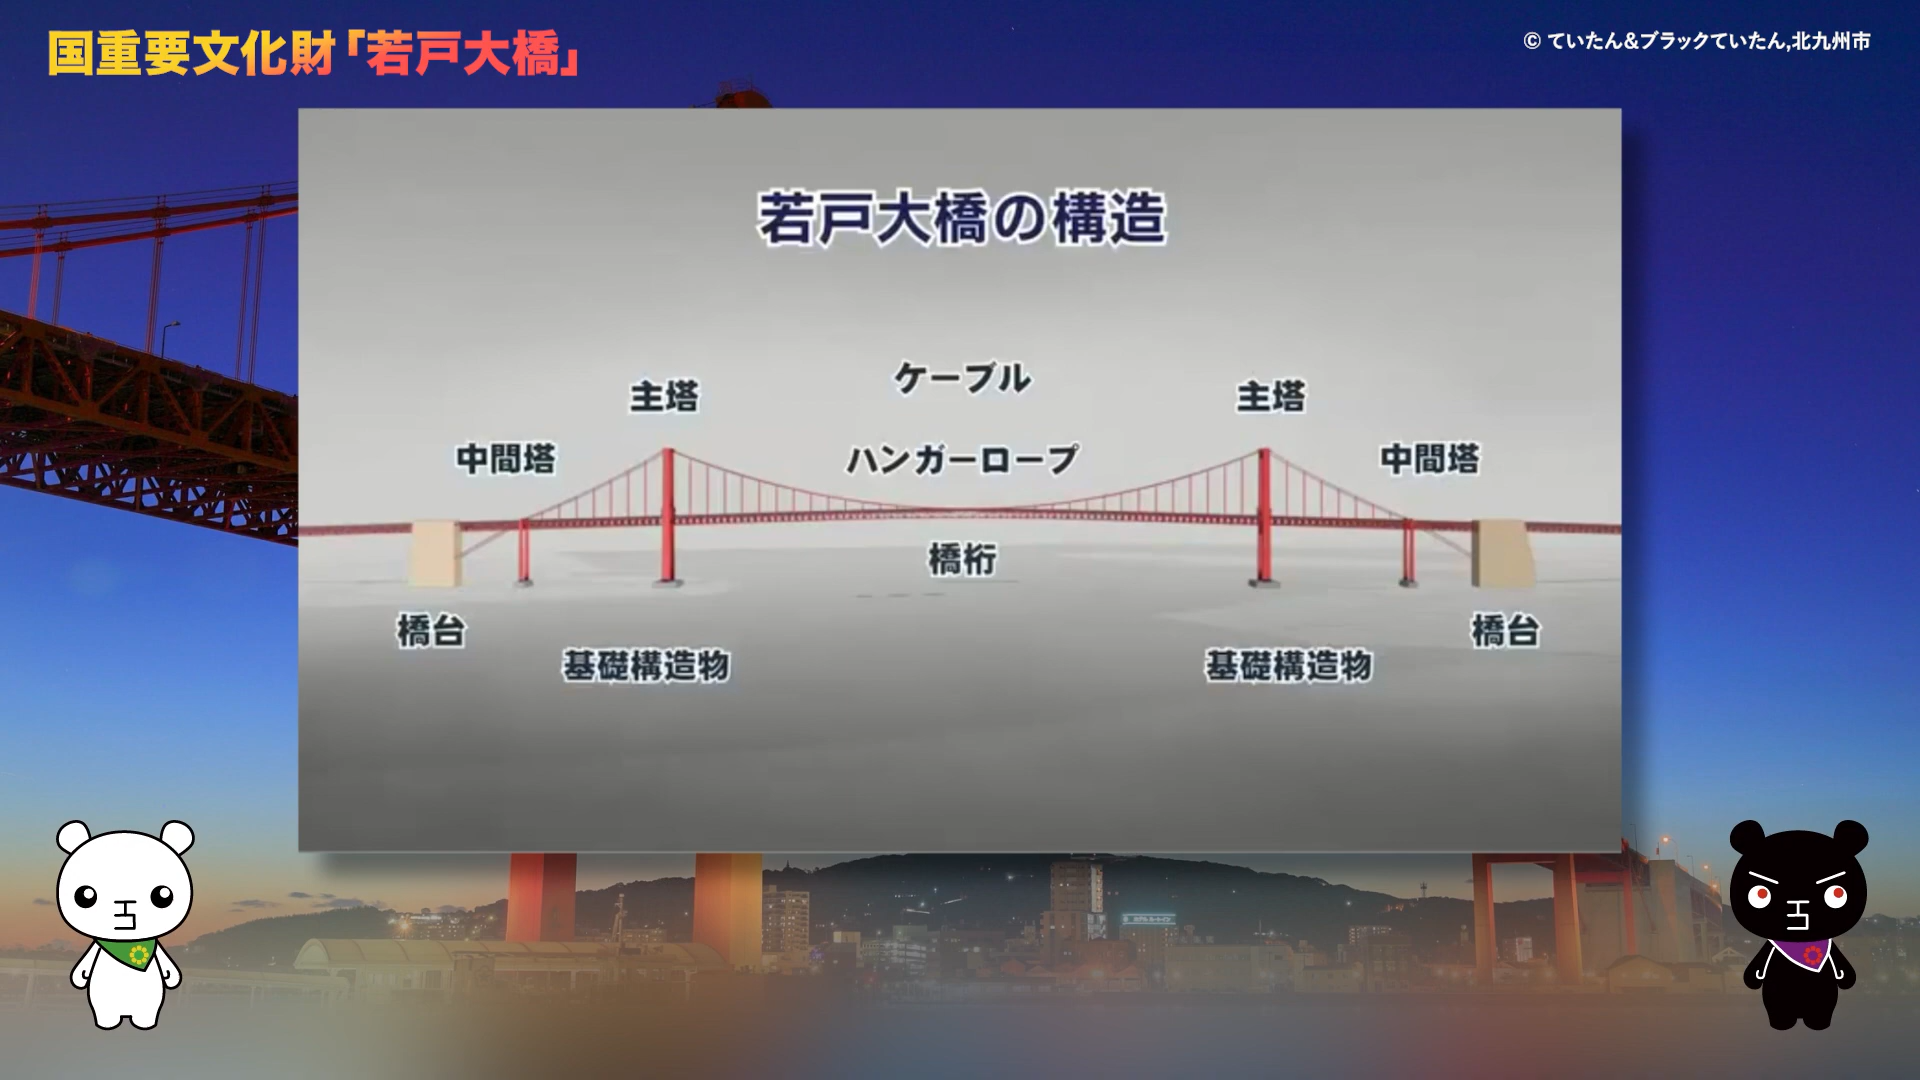 国重要文化財「若戸大橋」
© ていたん&ブラックていたん,北九州市
若戸大橋の構造
ケーブル
主塔
主塔
中間塔
ハンガーロープ
中間塔
橋桁
橋台
橋台
基礎構造物
基礎構造物